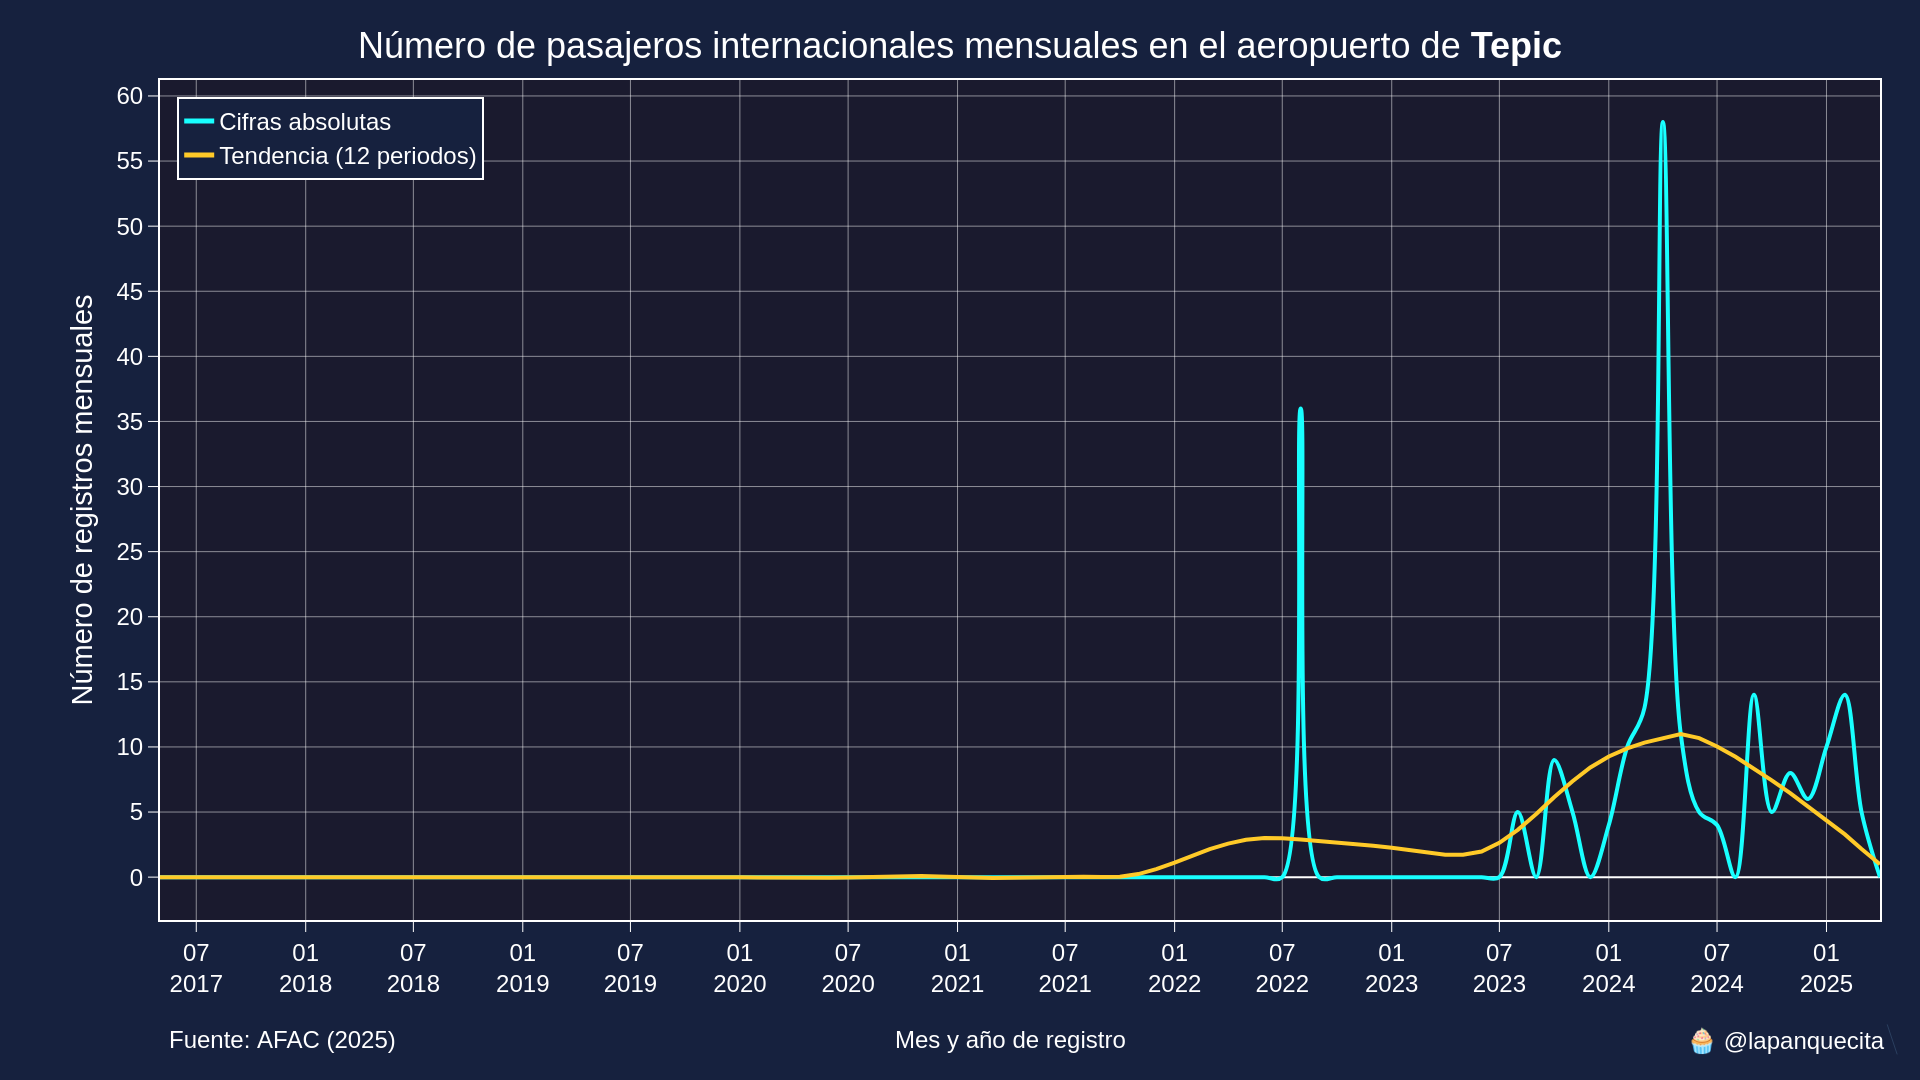 Número de pasajeros internacionales mensuales en el aeropuerto de Tepic
Cifras absolutas
Tendencia (12 periodos)
Número de registros mensuales
60
55
50
45
40
35
30
25
20
15
10
5
0
07 01 07 01 07 01 07 01 07 01 07 01 07 01 07 01
2017 2018 2018 2019 2019 2020 2020 2021 2021 2022 2022 2023 2023 2024 2024 2025
Fuente: AFAC (2025) Mes y año de registro 🧁 @lapanquecita